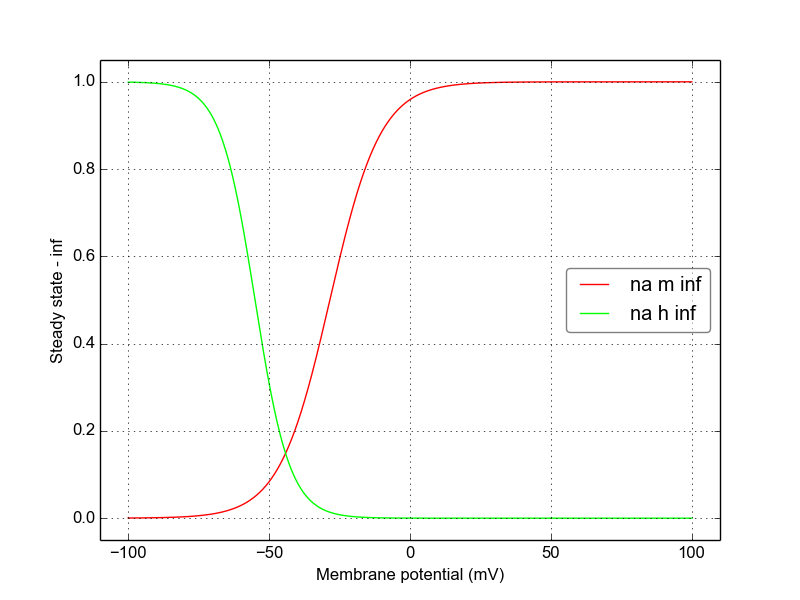 1.0
0.8
0.6
0.4
0.2
0.0
Steady state - inf
na m inf
na h inf
−100
−50
0
50
100
Membrane potential (mV)